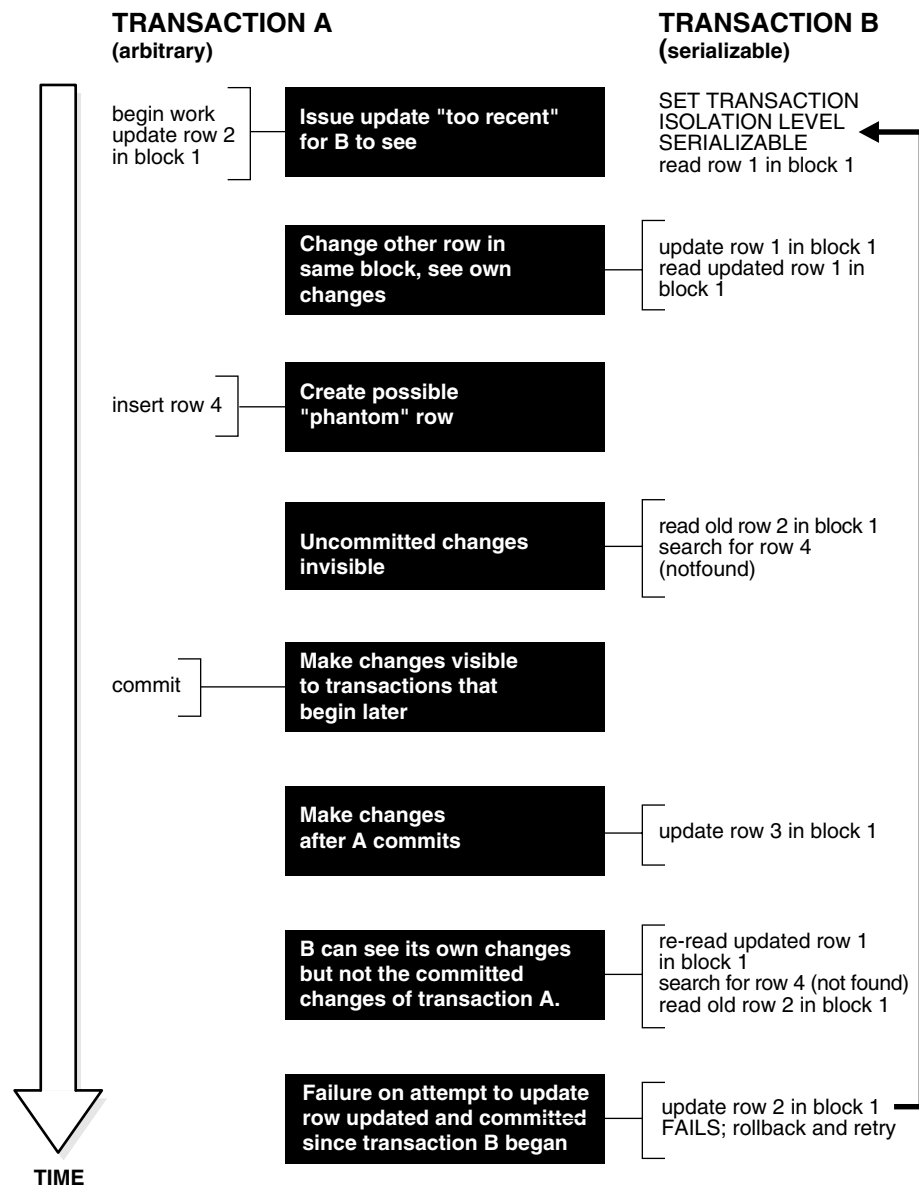 TRANSACTION A
(arbitrary)
TRANSACTION B
(serializable)
begin work
update row 2
in block 1
Issue update "too recent"
for B to see
SET TRANSACTION
ISOLATION LEVEL
SERIALIZABLE
read row 1 in block 1
Change other row in
same block, see own
changes
update row 1 in block 1
read updated row 1 in
block 1
insert row 4
Create possible
"phantom" row
Uncommitted changes
invisible
read old row 2 in block 1
search for row 4
(notfound)
commit
Make changes visible
to transactions that
begin later
Make changes
after A commits
update row 3 in block 1
B can see its own changes
but not the committed
changes of transaction A.
re-read updated row 1
in block 1
search for row 4 (not found)
read old row 2 in block 1
Failure on attempt to update
row updated and committed
since transaction B began
update row 2 in block 1
FAILS; rollback and retry
TIME